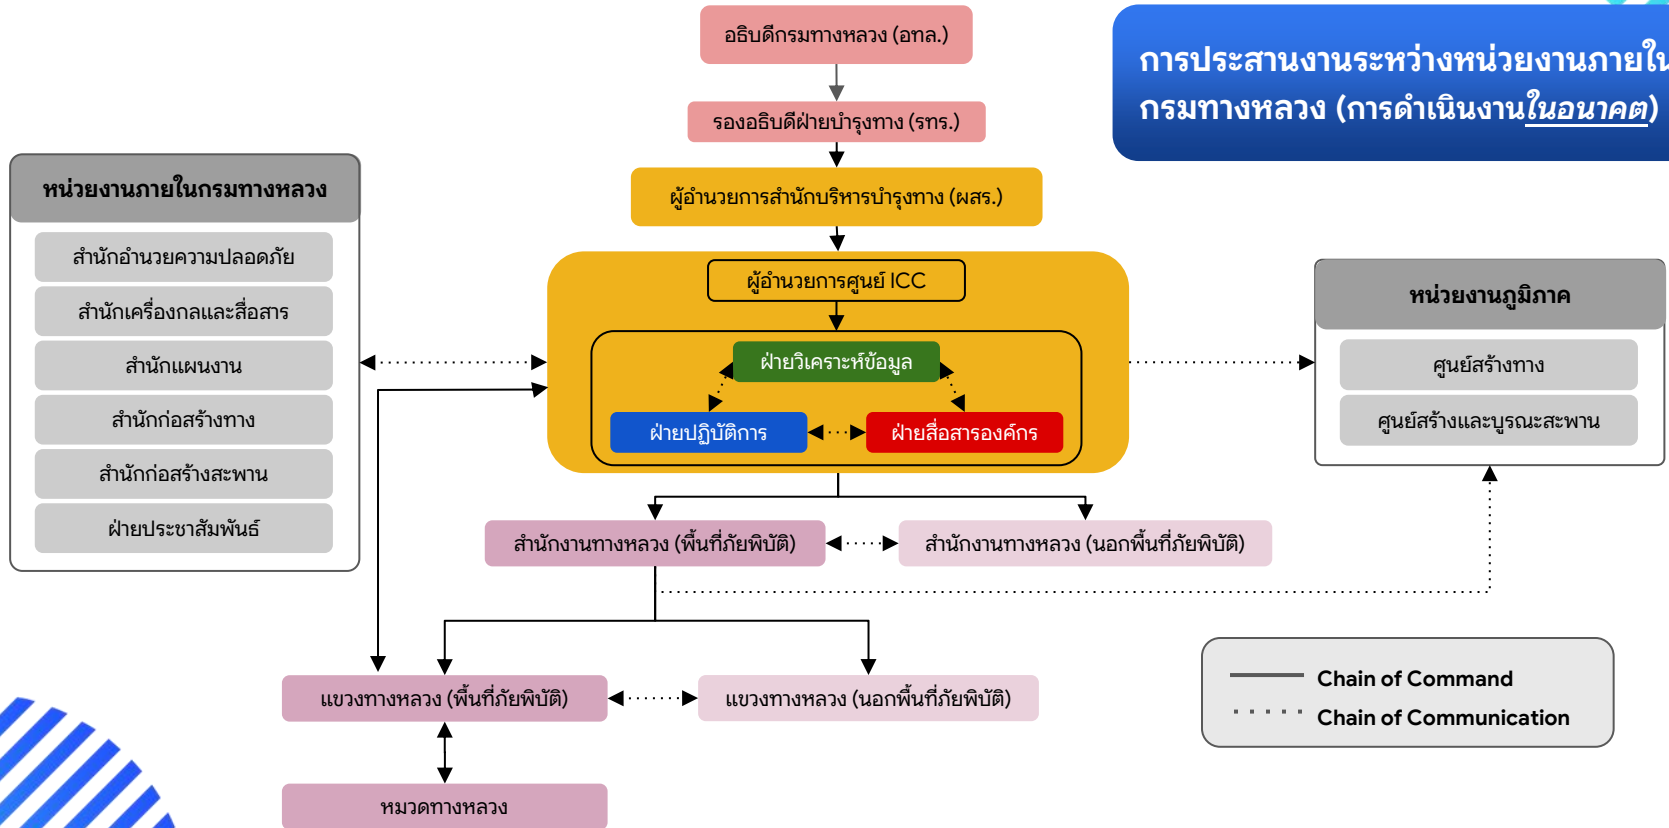 อธิบดีกรมทางหลวง (อทล.)
การประสานงานระหว่างหน่วยงานภายใน
กรมทางหลวง (การดำเนินงานในอนาคต)
รองอธิบดีฝ่ายบำรุงทาง (รทร.)
ผู้อำนวยการสำนักบริหารบำรุงทาง (ผสร.)
หน่วยงานภายในกรมทางหลวง
สำนักอำนวยความปลอดภัย
สำนักเครื่องกลและสื่อสาร
สำนักแผนงาน
สำนักก่อสร้างทาง
สำนักก่อสร้างสะพาน
ฝ่ายประชาสัมพันธ์
ผู้อำนวยการศูนย์ ICC
ฝ่ายวิเคราะห์ข้อมูล
ฝ่ายปฏิบัติการ
ฝ่ายสื่อสารองค์กร
หน่วยงานภูมิภาค
ศูนย์สร้างทาง
ศูนย์สร้างและบูรณะสะพาน
สำนักงานทางหลวง (พื้นที่ภัยพิบัติ)
สำนักงานทางหลวง (นอกพื้นที่ภัยพิบัติ)
แขวงทางหลวง (พื้นที่ภัยพิบัติ)
แขวงทางหลวง (นอกพื้นที่ภัยพิบัติ)
หมวดทางหลวง
Chain of Command
Chain of Communication